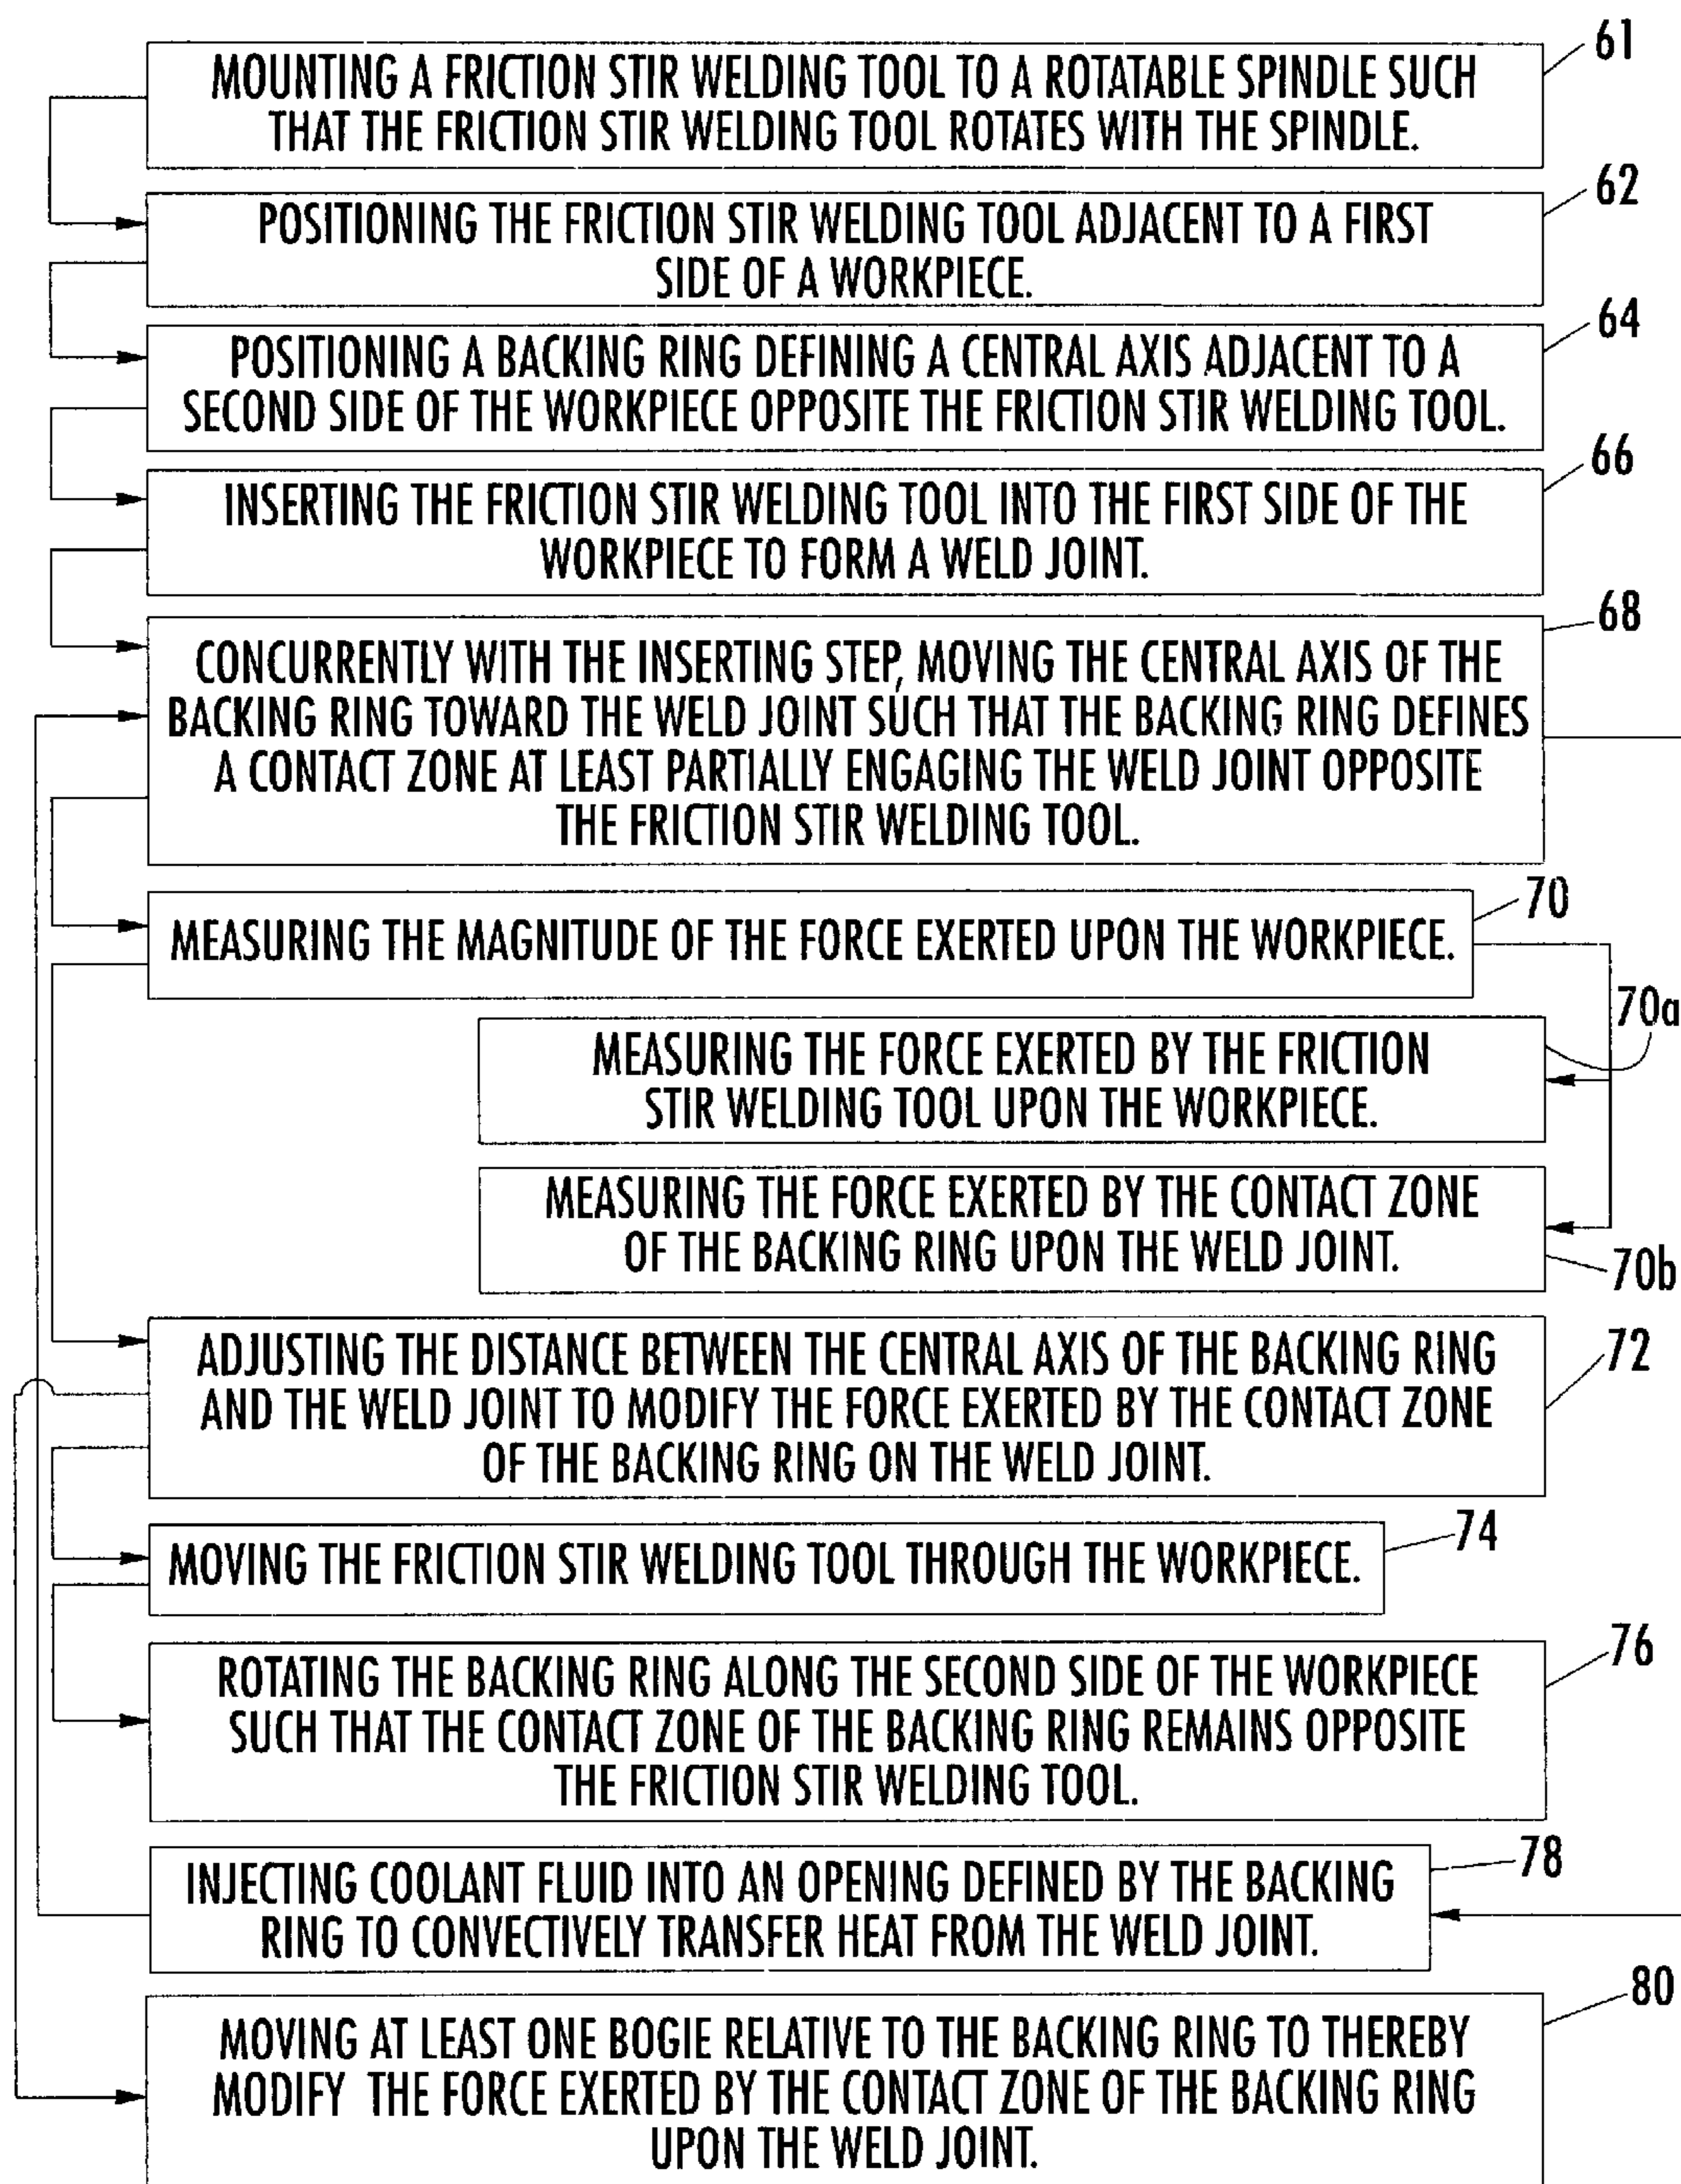 61
MOUNTING A FRICTION STIR WELDING TOOL TO A ROTATABLE SPINDLE SUCH
THAT THE FRICTION STIR WELDING TOOL ROTATES WITH THE SPINDLE.
62
POSITIONING THE FRICTION STIR WELDING TOOL ADJACENT TO A FIRST
SIDE OF A WORKPIECE.
64
POSITIONING A BACKING RING DEFINING A CENTRAL AXIS ADJACENT TO A
SECOND SIDE OF THE WORKPIECE OPPOSITE THE FRICTION STIR WELDING TOOL.
66
INSERTING THE FRICTION STIR WELDING TOOL INTO THE FIRST SIDE OF THE
WORKPIECE TO FORM A WELD JOINT.
68
CONCURRENTLY WITH THE INSERTING STEP, MOVING THE CENTRAL AXIS OF THE
BACKING RING TOWARD THE WELD JOINT SUCH THAT THE BACKING RING DEFINES
A CONTACT ZONE AT LEAST PARTIALLY ENGAGING THE WELD JOINT OPPOSITE
THE FRICTION STIR WELDING TOOL.
70
MEASURING THE MAGNITUDE OF THE FORCE EXERTED UPON THE WORKPIECE.
70a
MEASURING THE FORCE EXERTED BY THE FRICTION
STIR WELDING TOOL UPON THE WORKPIECE.
MEASURING THE FORCE EXERTED BY THE CONTACT ZONE
OF THE BACKING RING UPON THE WELD JOINT.
70b
ADJUSTING THE DISTANCE BETWEEN THE CENTRAL AXIS OF THE BACKING RING
AND THE WELD JOINT TO MODIFY THE FORCE EXERTED BY THE CONTACT ZONE
OF THE BACKING RING ON THE WELD JOINT.
72
MOVING THE FRICTION STIR WELDING TOOL THROUGH THE WORKPIECE.
74
ROTATING THE BACKING RING ALONG THE SECOND SIDE OF THE WORKPIECE
SUCH THAT THE CONTACT ZONE OF THE BACKING RING REMAINS OPPOSITE
THE FRICTION STIR WELDING TOOL.
76
INJECTING COOLANT FLUID INTO AN OPENING DEFINED BY THE BACKING
RING TO CONVECTIVELY TRANSFER HEAT FROM THE WELD JOINT.
78
80
MOVING AT LEAST ONE BOGIE RELATIVE TO THE BACKING RING TO THEREBY
MODIFY THE FORCE EXERTED BY THE CONTACT ZONE OF THE BACKING RING
UPON THE WELD JOINT.